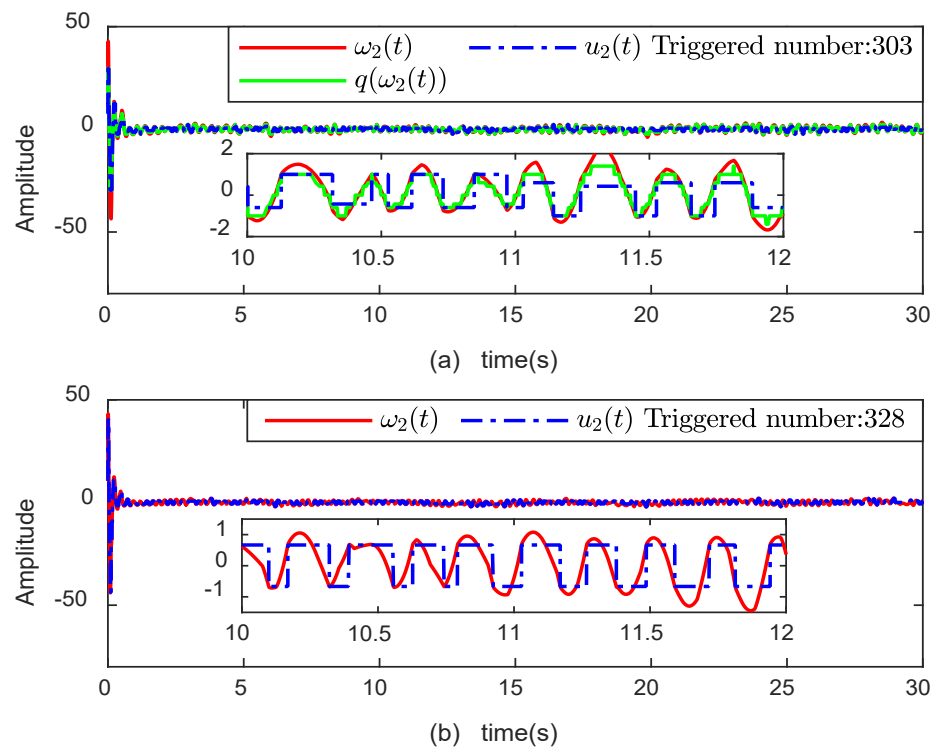 50
0
-50
Amplitude
ω₂(t) u₂(t) Triggered number:303
q(ω₂(t))
2
0
-2
10 10.5 11 11.5 12
0 5 10 15 20 25 30
(a) time(s)
50
0
-50
Amplitude
ω₂(t) u₂(t) Triggered number:328
1
0
-1
10 10.5 11 11.5 12
0 5 10 15 20 25 30
(b) time(s)